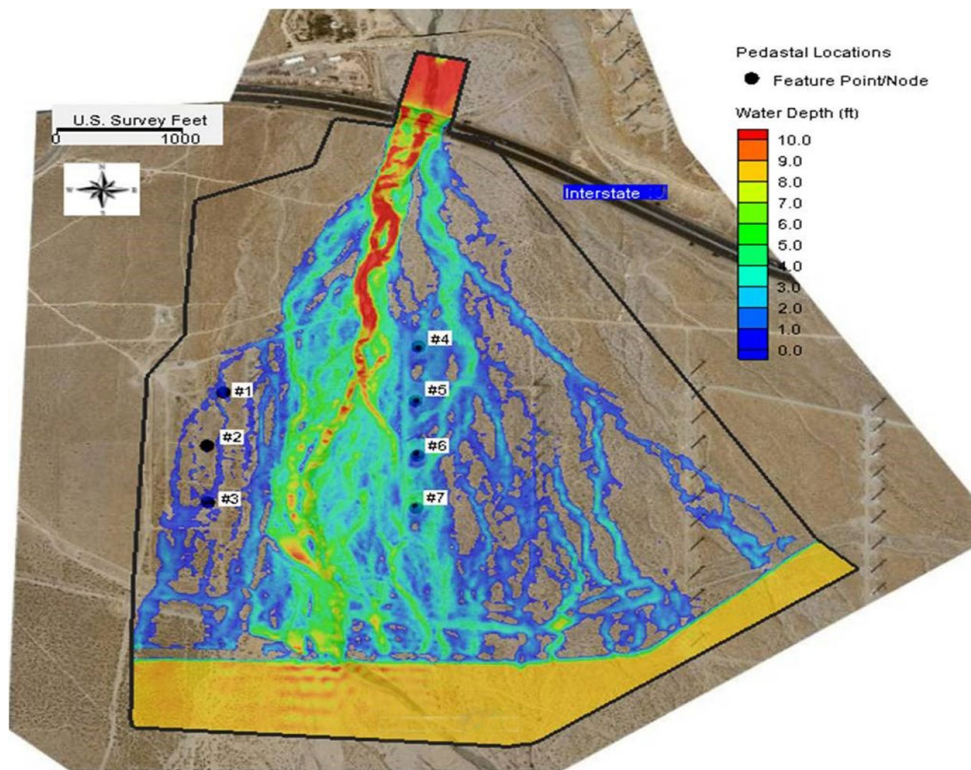 Pedastal Locations
Feature Point/Node
U.S. Survey Feet
0 1000
Water Depth (ft)
10.0
9.0
8.0
7.0
6.0
5.0
4.0
3.0
2.0
1.0
0.0
N
W E
S
Interstate
#4
#1
#5
#2
#6
#3
#7